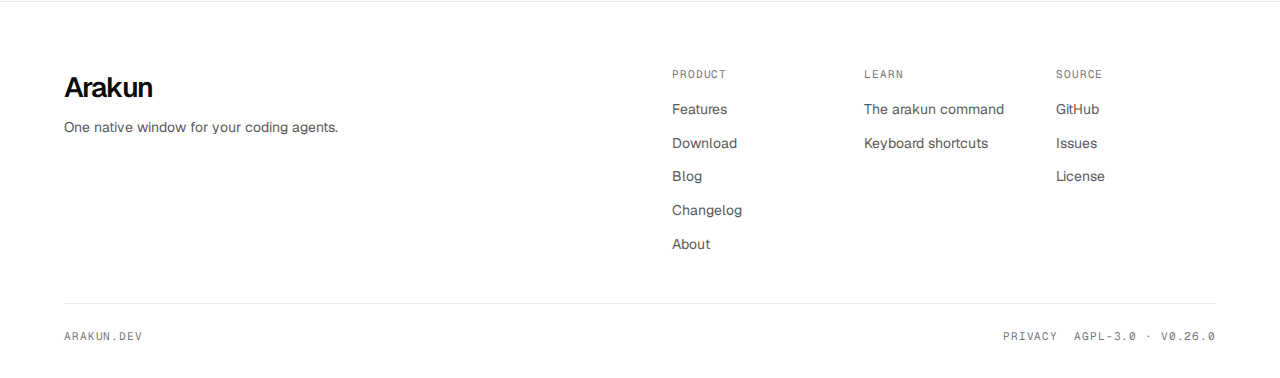 Arakun
One native window for your coding agents.
PRODUCT
Features
Download
Blog
Changelog
About
LEARN
The arakun command
Keyboard shortcuts
SOURCE
GitHub
Issues
License
ARAKUN.DEV
PRIVACY AGPL-3.0 · V0.26.0